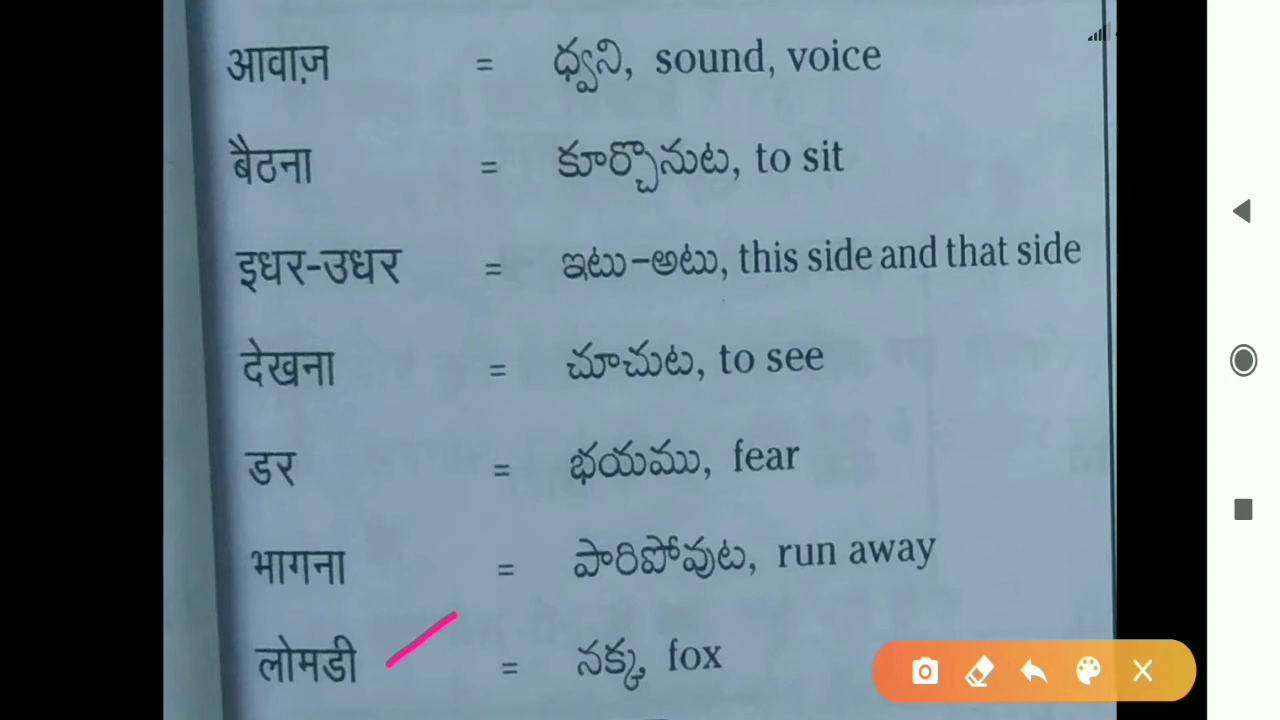 आवाज़ = ధ్వని, sound, voice
बैठना = కూర్చొనుట, to sit
इधर-उधर = ఇటు-అటు, this side and that side
देखना = చూచుట, to see
डर = భయము, fear
भागना = పారిపోవుట, run away
लोमडी = నక్క, fox